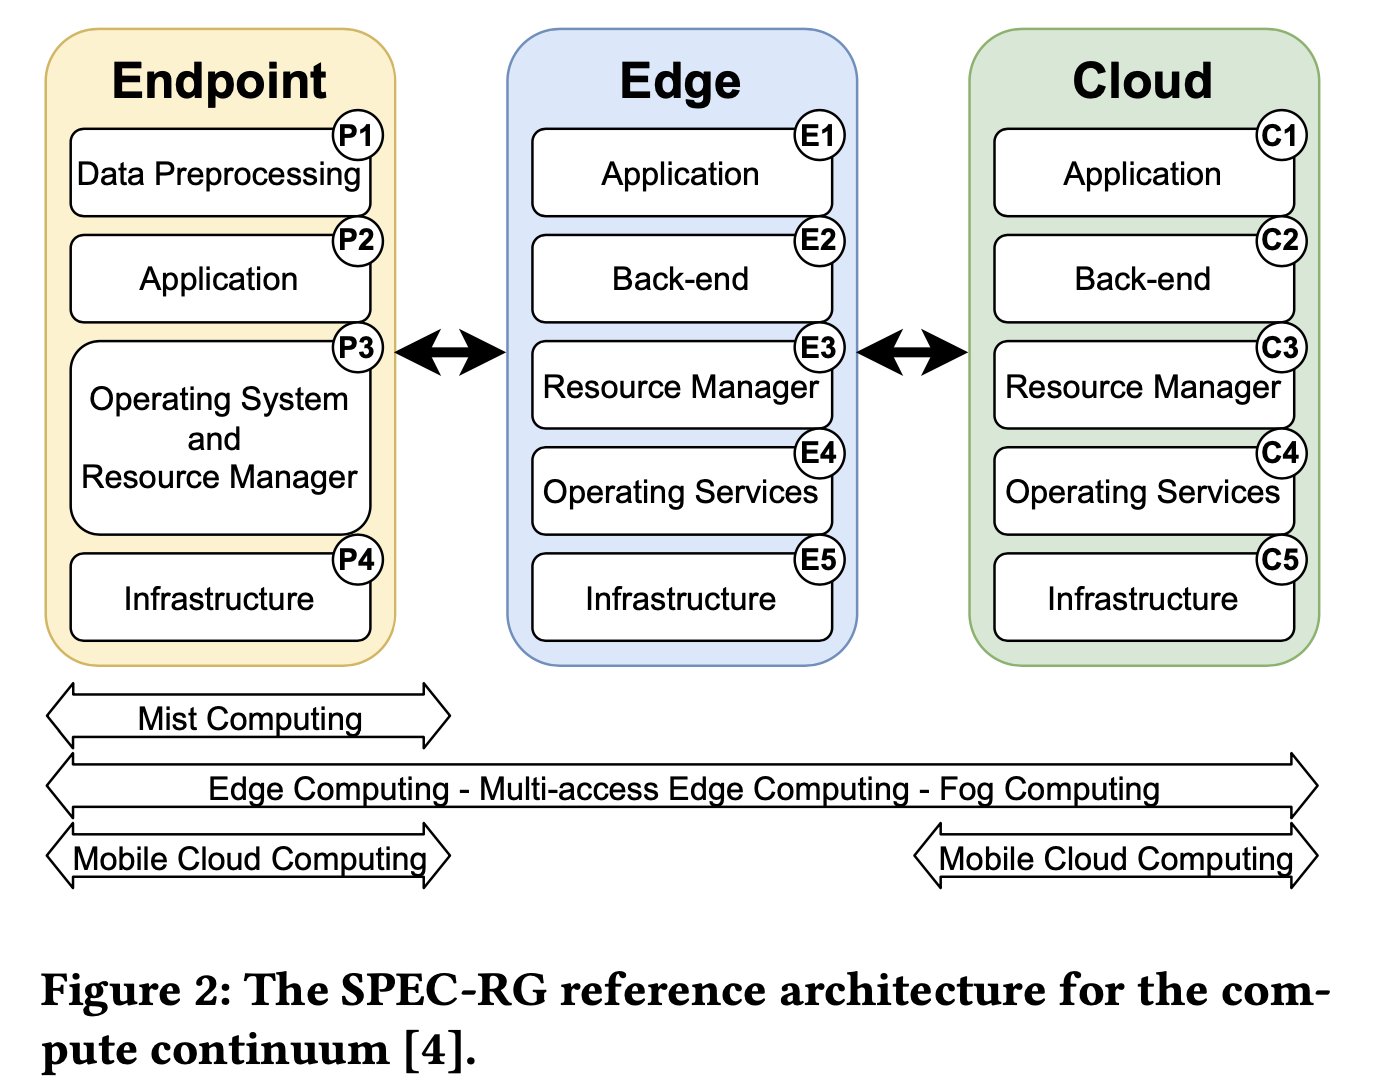 Endpoint
P1
Data Preprocessing
P2
Application
P3
Operating System
and
Resource Manager
P4
Infrastructure
Edge
E1
Application
E2
Back-end
E3
Resource Manager
E4
Operating Services
E5
Infrastructure
Cloud
C1
Application
C2
Back-end
C3
Resource Manager
C4
Operating Services
C5
Infrastructure
Mist Computing
Edge Computing - Multi-access Edge Computing - Fog Computing
Mobile Cloud Computing
Mobile Cloud Computing
Figure 2: The SPEC-RG reference architecture for the com-
pute continuum [4].